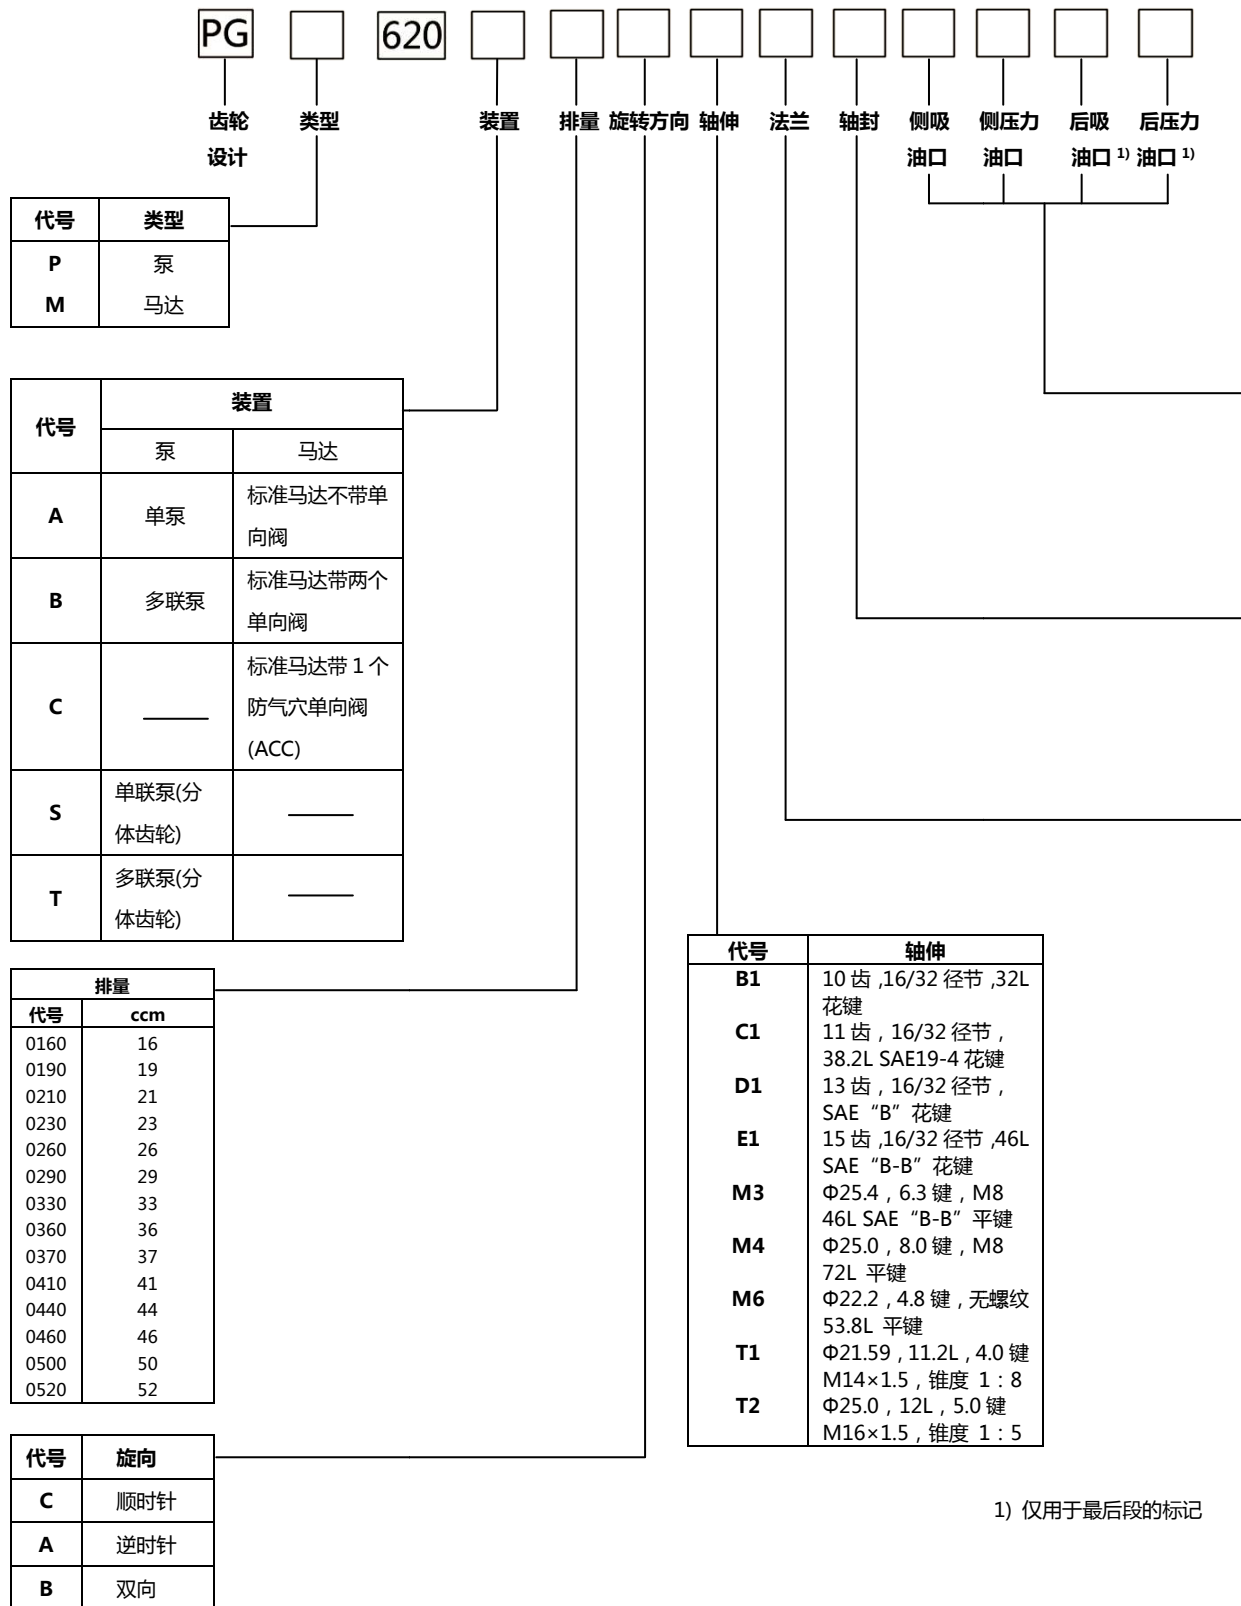 PG 620
齿轮 类型 装置 排量 旋转方向 轴伸 法兰 轴封 侧吸 侧压力 后吸 后压力
设计 油口 油口 油口 1) 油口 1)
代号 类型
P 泵
M 马达
代号 装置
泵 马达
A 单泵 标准马达不带单
向阀
B 多联泵 标准马达带两个
单向阀
C 标准马达带 1 个
防气穴单向阀
(ACC)
S 单联泵(分
体齿轮)
T 多联泵(分
体齿轮)
排量
代号 ccm
0160 16
0190 19
0210 21
0230 23
0260 26
0290 29
0330 33
0360 36
0370 37
0410 41
0440 44
0460 46
0500 50
0520 52
代号 旋向
C 顺时针
A 逆时针
B 双向
代号 轴伸
B1 10 齿 ,16/32 径节 ,32L
花键
C1 11 齿 , 16/32 径节 ,
38.2L SAE19-4 花键
D1 13 齿 , 16/32 径节 ,
SAE “B” 花键
E1 15 齿 ,16/32 径节 ,46L
SAE “B-B” 花键
M3 Φ25.4 , 6.3 键 , M8
46L SAE “B-B” 平键
M4 Φ25.0 , 8.0 键 , M8
72L 平键
M6 Φ22.2 , 4.8 键 , 无螺纹
53.8L 平键
T1 Φ21.59 , 11.2L , 4.0 键
M14×1.5 , 锥度 1 : 8
T2 Φ25.0 , 12L , 5.0 键
M16×1.5 , 锥度 1 : 5
1) 仅用于最后段的标记